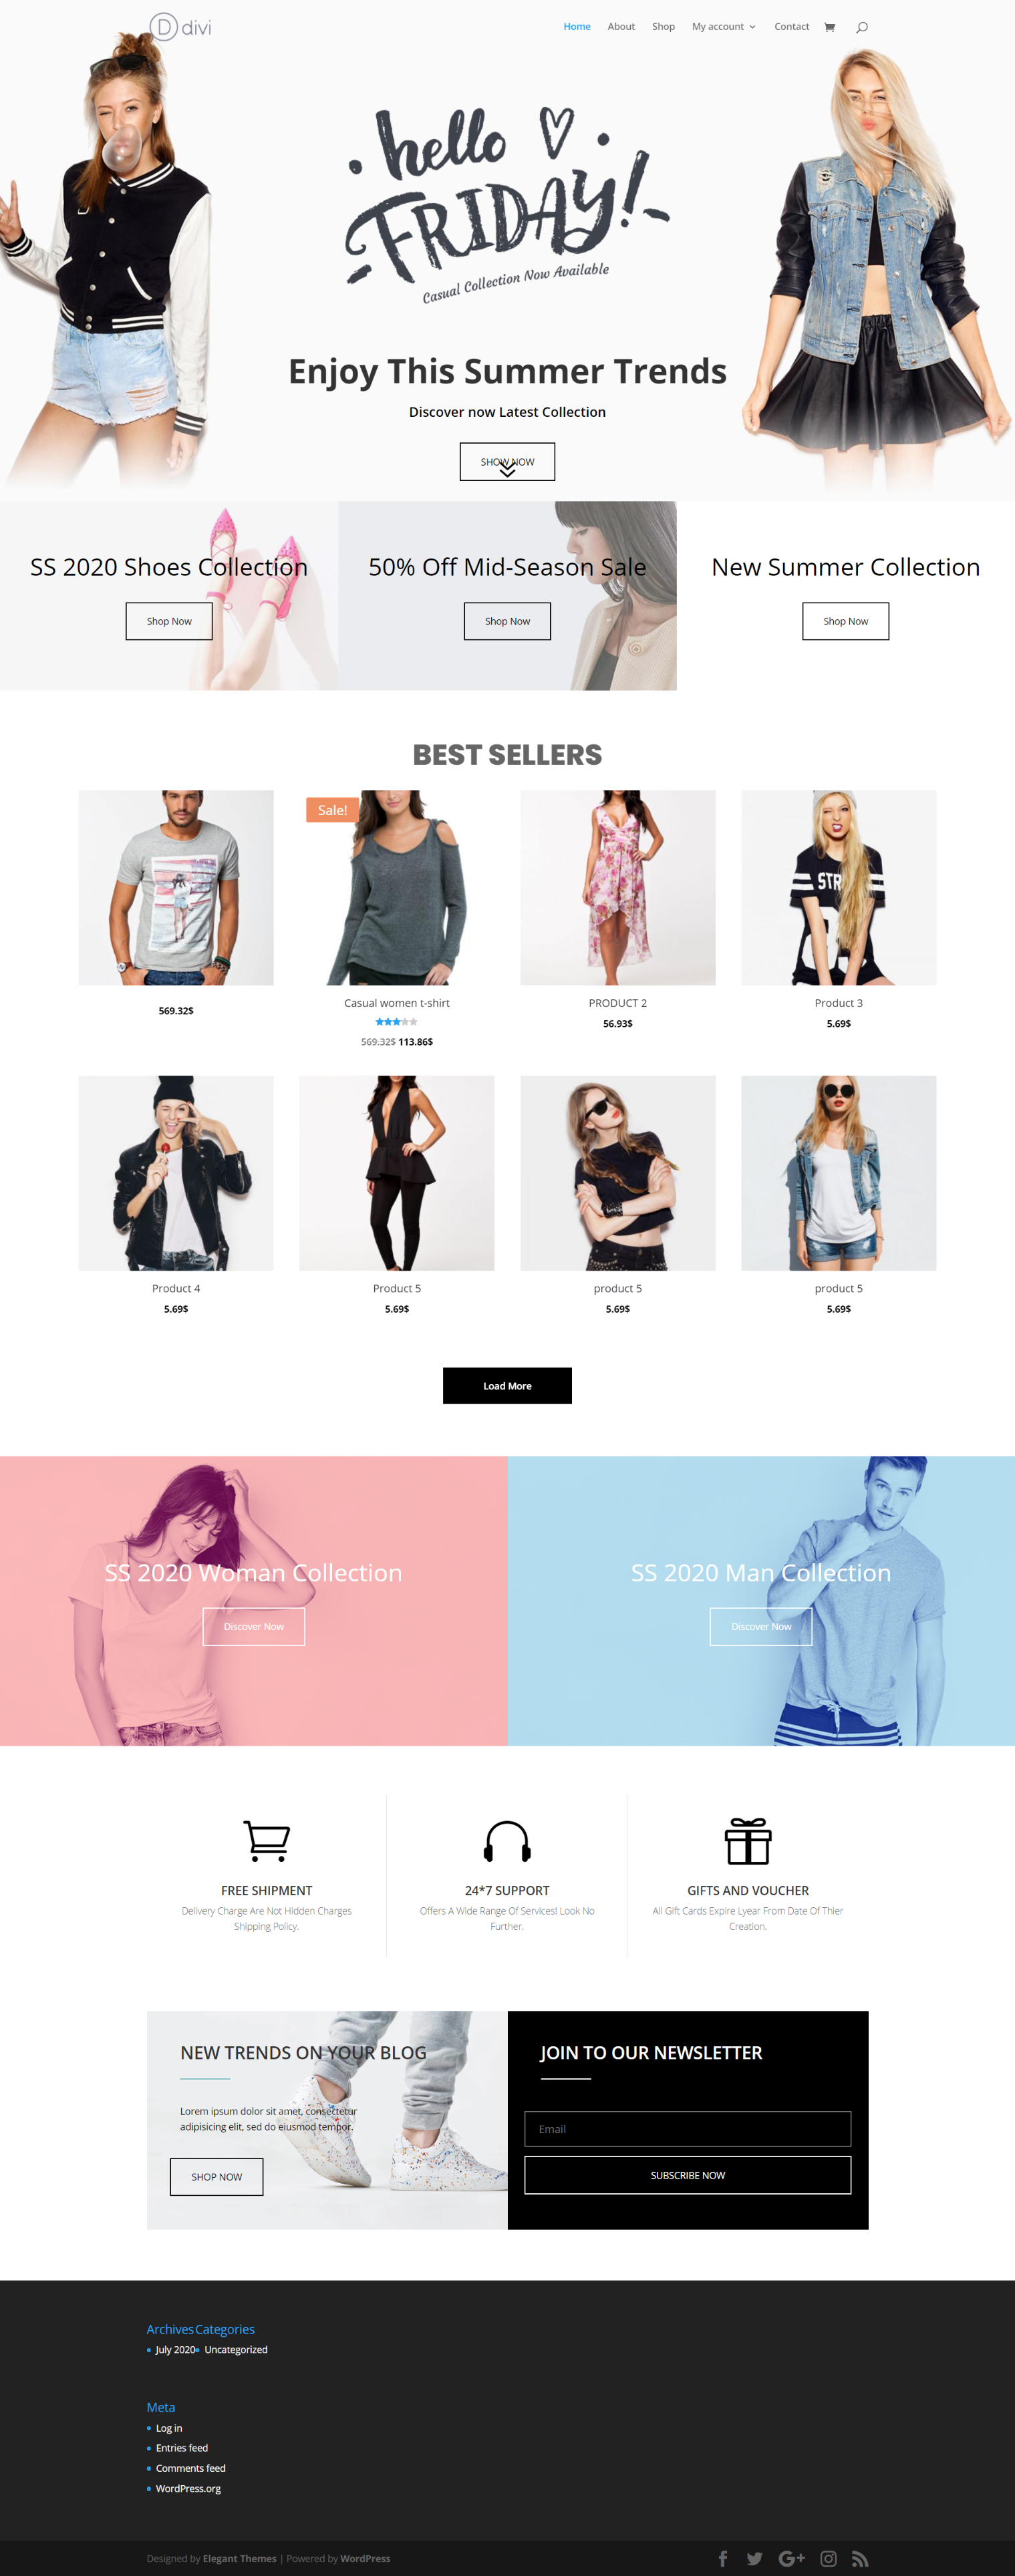 D divi
Home About Shop My account Contact
hello
FRIDAY!
Casual Collection Now Available
Enjoy This Summer Trends
Discover now Latest Collection
SHOW NOW
SS 2020 Shoes Collection
Shop Now
50% Off Mid-Season Sale
Shop Now
New Summer Collection
Shop Now
BEST SELLERS
569.32$
Sale!
Casual women t-shirt
569.32$ 113.86$
PRODUCT 2
56.93$
STR
Product 3
5.69$
Product 4
5.69$
Product 5
5.69$
product 5
5.69$
product 5
5.69$
Load More
SS 2020 Woman Collection
Discover Now
SS 2020 Man Collection
Discover Now
FREE SHIPMENT
Delivery Charge Are Not Hidden Charges
Shipping Policy.
24*7 SUPPORT
Offers A Wide Range Of Services! Look No
Further.
GIFTS AND VOUCHER
All Gift Cards Expire Lyear From Date Of Thier
Creation.
NEW TRENDS ON YOUR BLOG
Lorem ipsum dolor sit amet, consectetur
adipisicing elit, sed do eiusmod tempor.
SHOP NOW
JOIN TO OUR NEWSLETTER
Email
SUBSCRIBE NOW
Archives
July 2020
Categories
Uncategorized
Meta
Log in
Entries feed
Comments feed
WordPress.org
Designed by Elegant Themes | Powered by WordPress